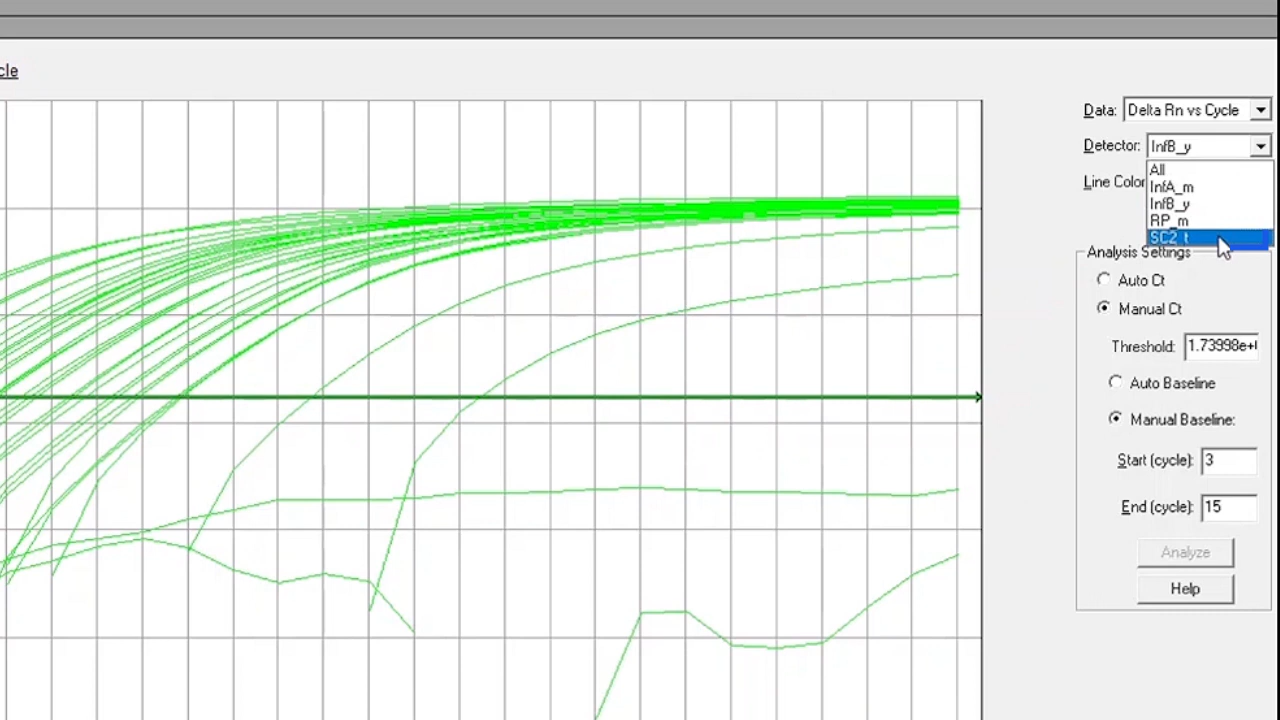 cle
Data: Delta Rn vs Cycle
Detector: InfB_y
All
Line Color
InfA_m
InfB_y
RP_m
SC2_t
Analysis Settings
Auto Ct
Manual Ct
Threshold: 1.73998e+
Auto Baseline
Manual Baseline:
Start (cycle): 3
End (cycle): 15
Analyze
Help